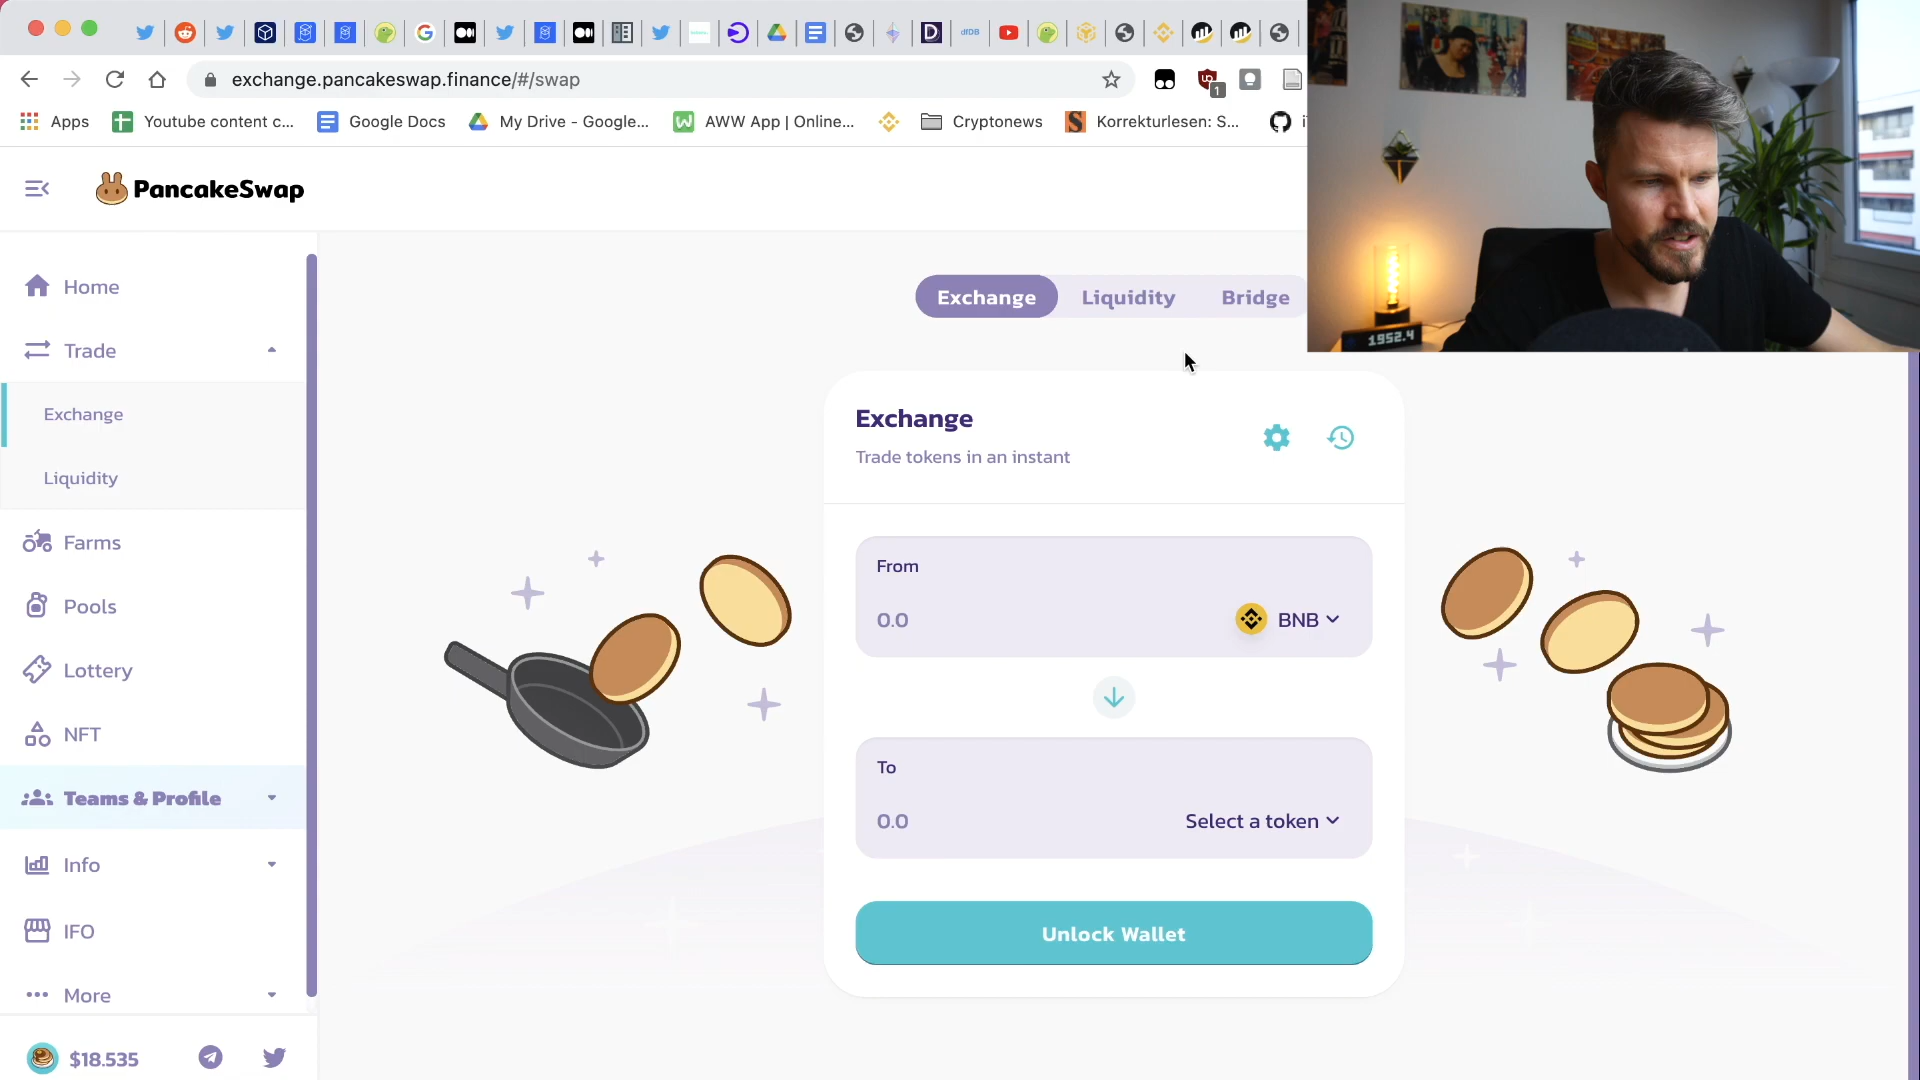 dfDB
exchange.pancakeswap.finance/#/swap
1
Apps
Youtube content c...
Google Docs
My Drive - Google...
AWW App | Online...
Cryptonews
Korrekturlesen: S...
PancakeSwap
Home
Trade
Exchange
Liquidity
Farms
Pools
Lottery
NFT
Teams & Profile
Info
IFO
More
$18.535
Exchange
Liquidity
Bridge
Exchange
Trade tokens in an instant
From
0.0
BNB
To
0.0
Select a token
Unlock Wallet
1952.4